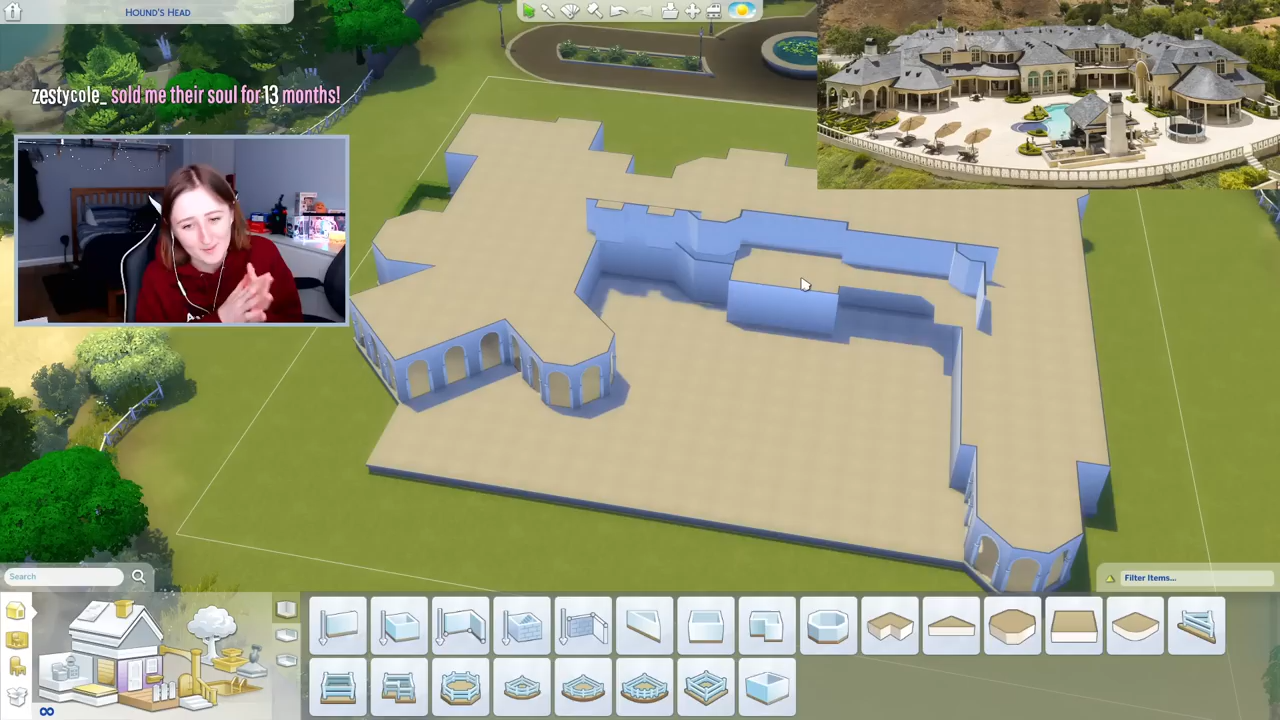 HOUND'S HEAD
zestycole_ sold me their soul for 13 months!
Search
Filter Items...